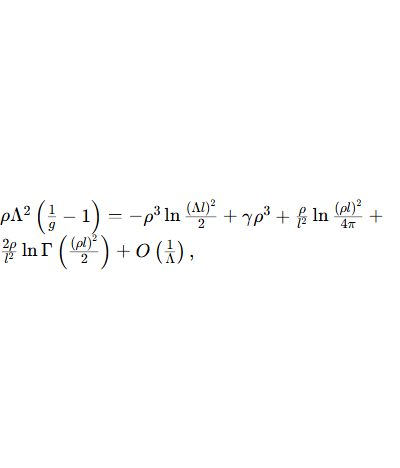 ρΛ² (1/g − 1) = −ρ³ ln (Λl)²/2 + γρ³ + ρ/l² ln (ρl)²/4π +
2ρ/l² ln Γ ((ρl)²/2) + O (1/Λ) ,